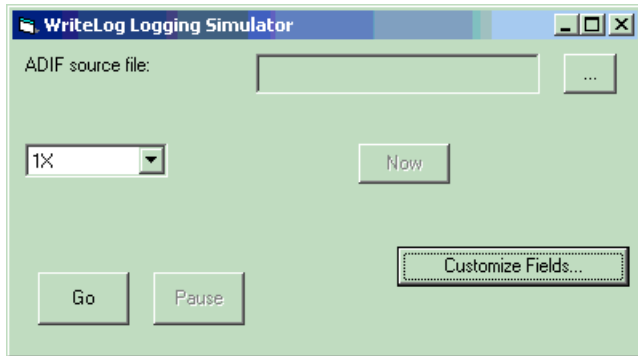 WriteLog Logging Simulator
ADIF source file:
...
1X
Now
Customize Fields...
Go
Pause